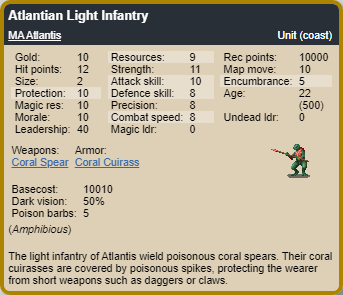 Atlantian Light Infantry
MA Atlantis Unit (coast)
Gold: 10 Resources: 9 Rec points: 10000
Hit points: 12 Strength: 11 Map move: 10
Size: 2 Attack skill: 10 Encumbrance: 5
Protection: 10 Defence skill: 8 Age: 22
Magic res: 10 Precision: 8 (500)
Morale: 10 Combat speed: 8 Undead ldr: 0
Leadership: 40 Magic ldr: 0
Weapons: Armor:
Coral Spear Coral Cuirass
Basecost: 10010
Dark vision: 50%
Poison barbs: 5
(Amphibious)
The light infantry of Atlantis wield poisonous coral spears. Their coral
cuirasses are covered by poisonous spikes, protecting the wearer
from short weapons such as daggers or claws.